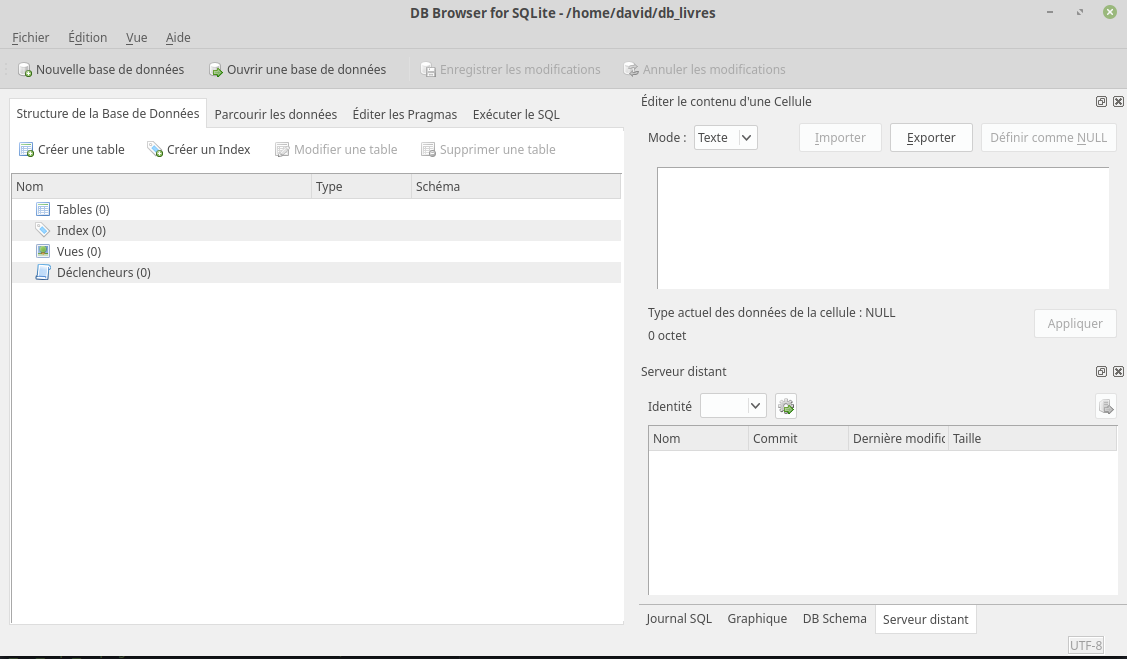 DB Browser for SQLite - /home/david/db_livres
Fichier Édition Vue Aide
Nouvelle base de données Ouvrir une base de données Enregistrer les modifications Annuler les modifications
Structure de la Base de Données Parcourir les données Éditer les Pragmas Exécuter le SQL
Créer une table Créer un Index Modifier une table Supprimer une table
Nom Type Schéma
Tables (0)
Index (0)
Vues (0)
Déclencheurs (0)
Éditer le contenu d'une Cellule
Mode : Texte Importer Exporter Définir comme NULL
Type actuel des données de la cellule : NULL
0 octet
Appliquer
Serveur distant
Identité
Nom Commit Dernière modific Taille
Journal SQL Graphique DB Schema Serveur distant
UTF-8